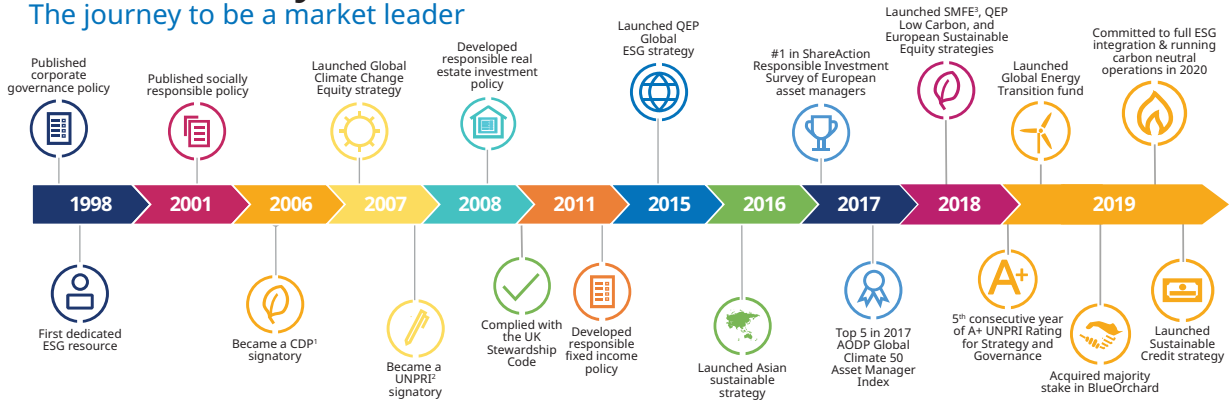 The journey to be a market leader
Published
corporate
governance policy
Published socially
responsible policy
Launched Global
Climate Change
Equity strategy
Developed
responsible real
estate investment
policy
Launched QEP
Global
ESG strategy
#1 in ShareAction
Responsible Investment
Survey of European
asset managers
Launched SMFE³, QEP
Low Carbon, and
European Sustainable
Equity strategies
Launched
Global Energy
Transition fund
Committed to full ESG
integration & running
carbon neutral
operations in 2020
1998
2001
2006
2007
2008
2011
2015
2016
2017
2018
2019
First dedicated
ESG resource
Became a CDP¹
signatory
Became a
UNPRI²
signatory
Complied with
the UK
Stewardship
Code
Developed
responsible
fixed income
policy
Launched Asian
sustainable
strategy
Top 5 in 2017
AODP Global
Climate 50
Asset Manager
Index
A+
5th consecutive year
of A+ UNPRI Rating
for Strategy and
Governance
Acquired majority
stake in BlueOrchard
Launched
Sustainable
Credit strategy